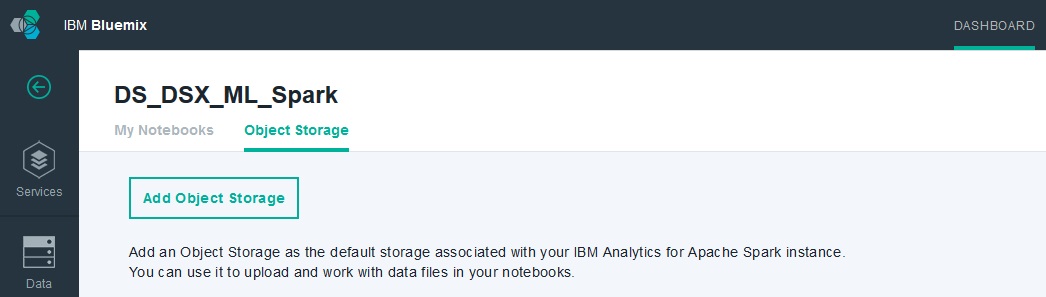 IBM Bluemix
DASHBOARD
DS_DSX_ML_Spark
My Notebooks Object Storage
Services
Add Object Storage
Add an Object Storage as the default storage associated with your IBM Analytics for Apache Spark instance.
You can use it to upload and work with data files in your notebooks.
Data